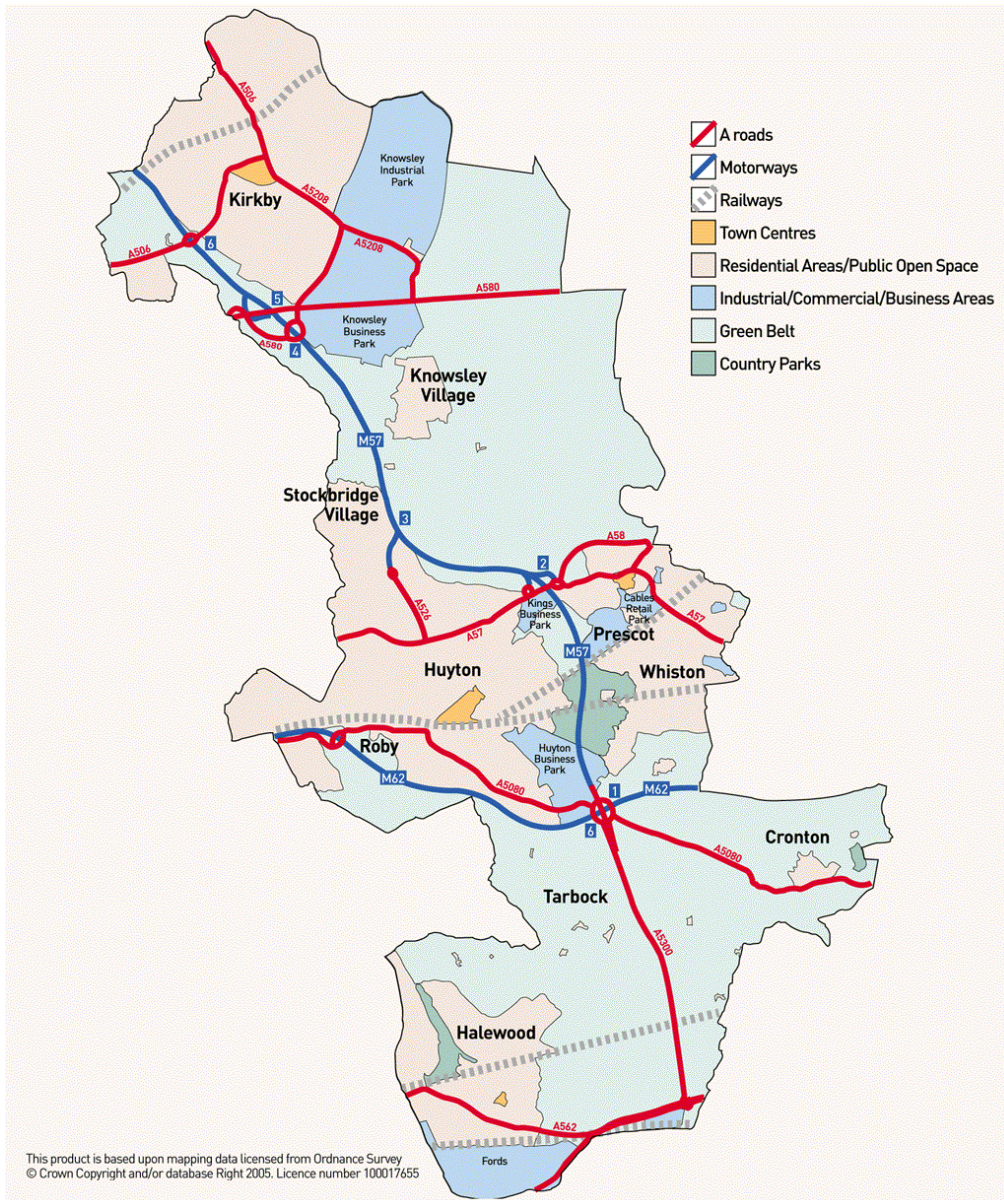 A506
Knowsley
Industrial
Park
A roads
Motorways
Railways
Town Centres
Residential Areas/Public Open Space
Industrial/Commercial/Business Areas
Green Belt
Country Parks
Kirkby
A5208
A5208
A506
6
A580
5
Knowsley
Business
Park
A580
4
Knowsley
Village
M57
Stockbridge
Village
3
A58
2
A526
Kings
Business
Park
Cables
Retail
Park
A57
A57
Prescot
M57
Huyton
Whiston
Roby
Huyton
Business
Park
M62
A5080
1
M62
6
Cronton
A5080
Tarbock
A5300
Halewood
A562
Fords
This product is based upon mapping data licensed from Ordnance Survey
© Crown Copyright and/or database Right 2005. Licence number 100017655